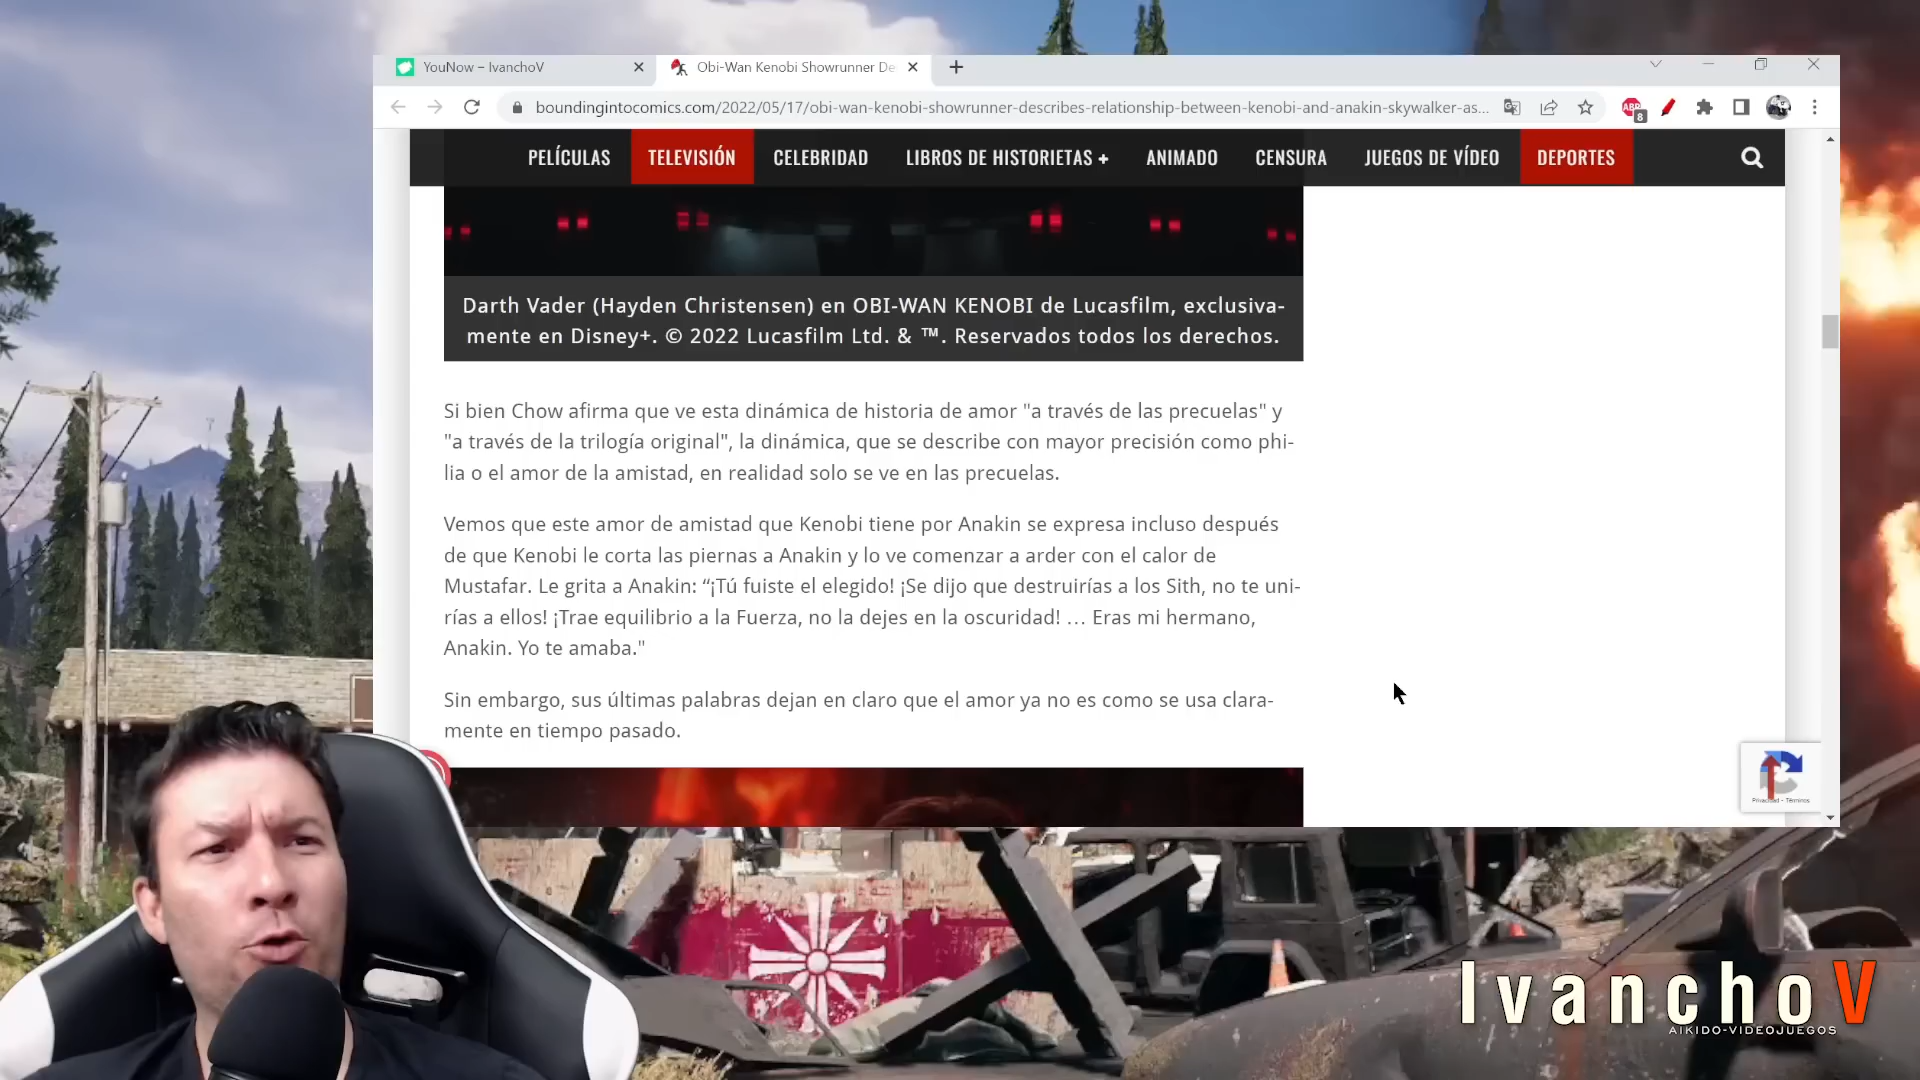 YouNow – IvanchoV
Obi-Wan Kenobi Showrunner De
boundingintocomics.com/2022/05/17/obi-wan-kenobi-showrunner-describes-relationship-between-kenobi-and-anakin-skywalker-as...
ABP
8
PELÍCULAS TELEVISIÓN CELEBRIDAD LIBROS DE HISTORIETAS + ANIMADO CENSURA JUEGOS DE VÍDEO DEPORTES
Darth Vader (Hayden Christensen) en OBI-WAN KENOBI de Lucasfilm, exclusiva-
mente en Disney+. © 2022 Lucasfilm Ltd. & ™. Reservados todos los derechos.
Si bien Chow afirma que ve esta dinámica de historia de amor "a través de las precuelas" y
"a través de la trilogía original", la dinámica, que se describe con mayor precisión como phi-
lia o el amor de la amistad, en realidad solo se ve en las precuelas.
Vemos que este amor de amistad que Kenobi tiene por Anakin se expresa incluso después
de que Kenobi le corta las piernas a Anakin y lo ve comenzar a arder con el calor de
Mustafar. Le grita a Anakin: “¡Tú fuiste el elegido! ¡Se dijo que destruirías a los Sith, no te uni-
rías a ellos! ¡Trae equilibrio a la Fuerza, no la dejes en la oscuridad! … Eras mi hermano,
Anakin. Yo te amaba."
Sin embargo, sus últimas palabras dejan en claro que el amor ya no es como se usa clara-
mente en tiempo pasado.
Privacidad - Términos
IvanchoV
AIKIDO-VIDEOJUEGOS